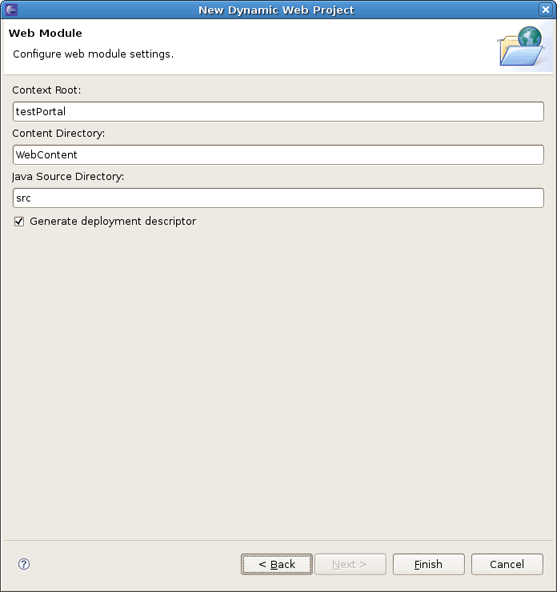 New Dynamic Web Project
Web Module
Configure web module settings.
Context Root:
testPortal
Content Directory:
WebContent
Java Source Directory:
src
Generate deployment descriptor
? < Back Next > Finish Cancel